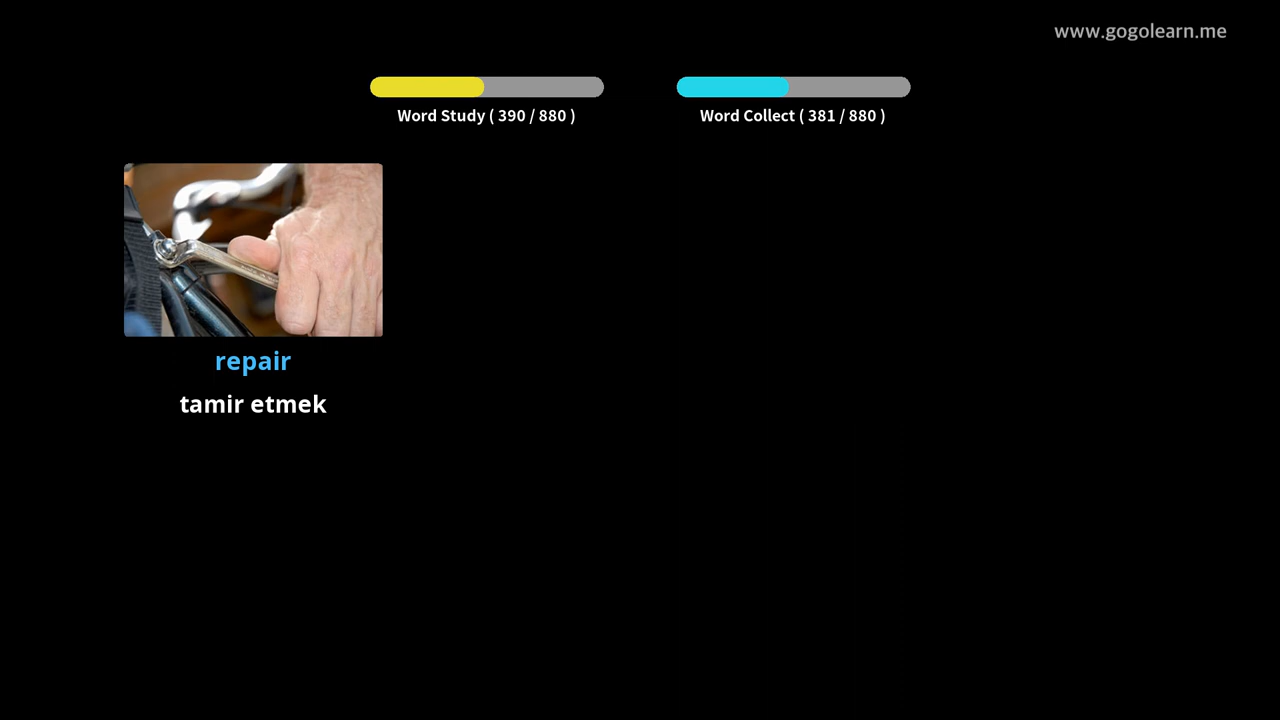 www.gogolearn.me
Word Study ( 390 / 880 )
Word Collect ( 381 / 880 )
repair
tamir etmek